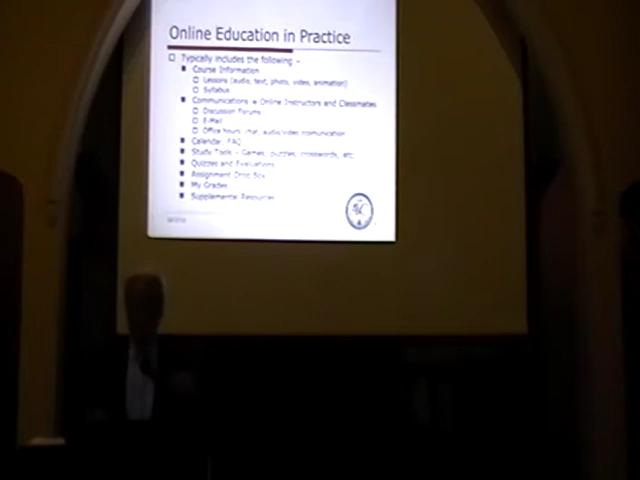 Online Education in Practice
Typically includes the following –
Course Information
Lessons (audio, text, photo, video, animation)
Syllabus
Communications w Online Instructors and Classmates
Discussion Forums
E-Mail
Office hours chat, audio/video communication
Calendar, FAQ
Study Tools – Games, puzzles, crosswords, etc
Quizzes and Evaluations
Assignment Drop Box
My Grades
Supplemental Resources